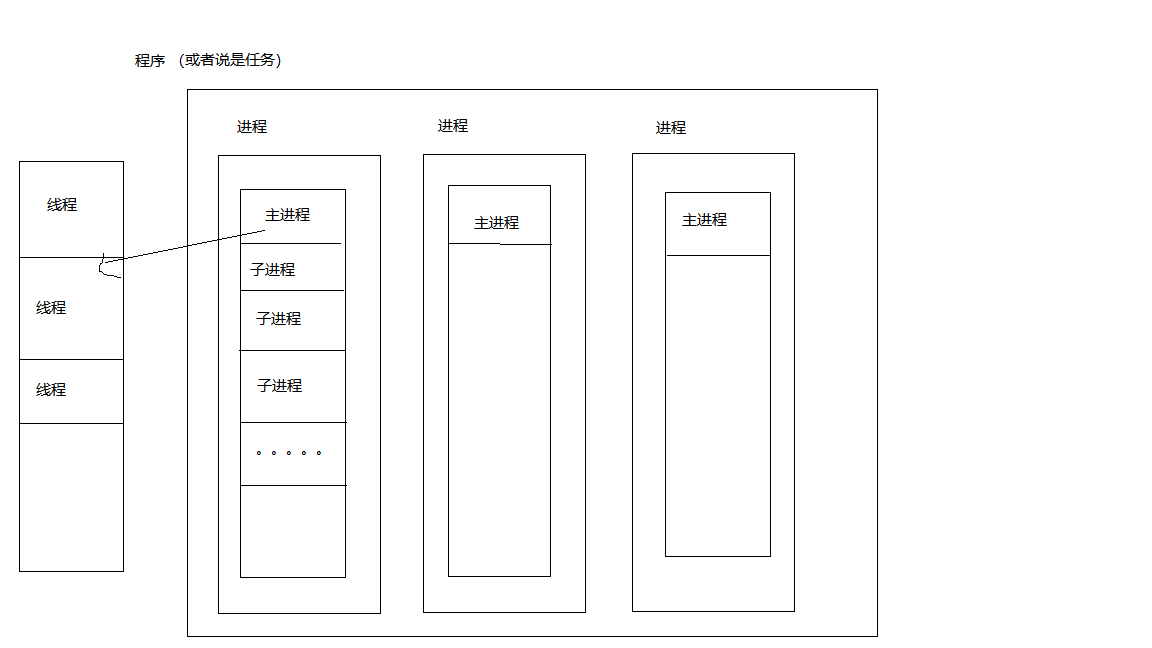 程序 （或者说是任务）
进程
进程
进程
线程
线程
线程
主进程
子进程
子进程
子进程
。。。。。
主进程
主进程